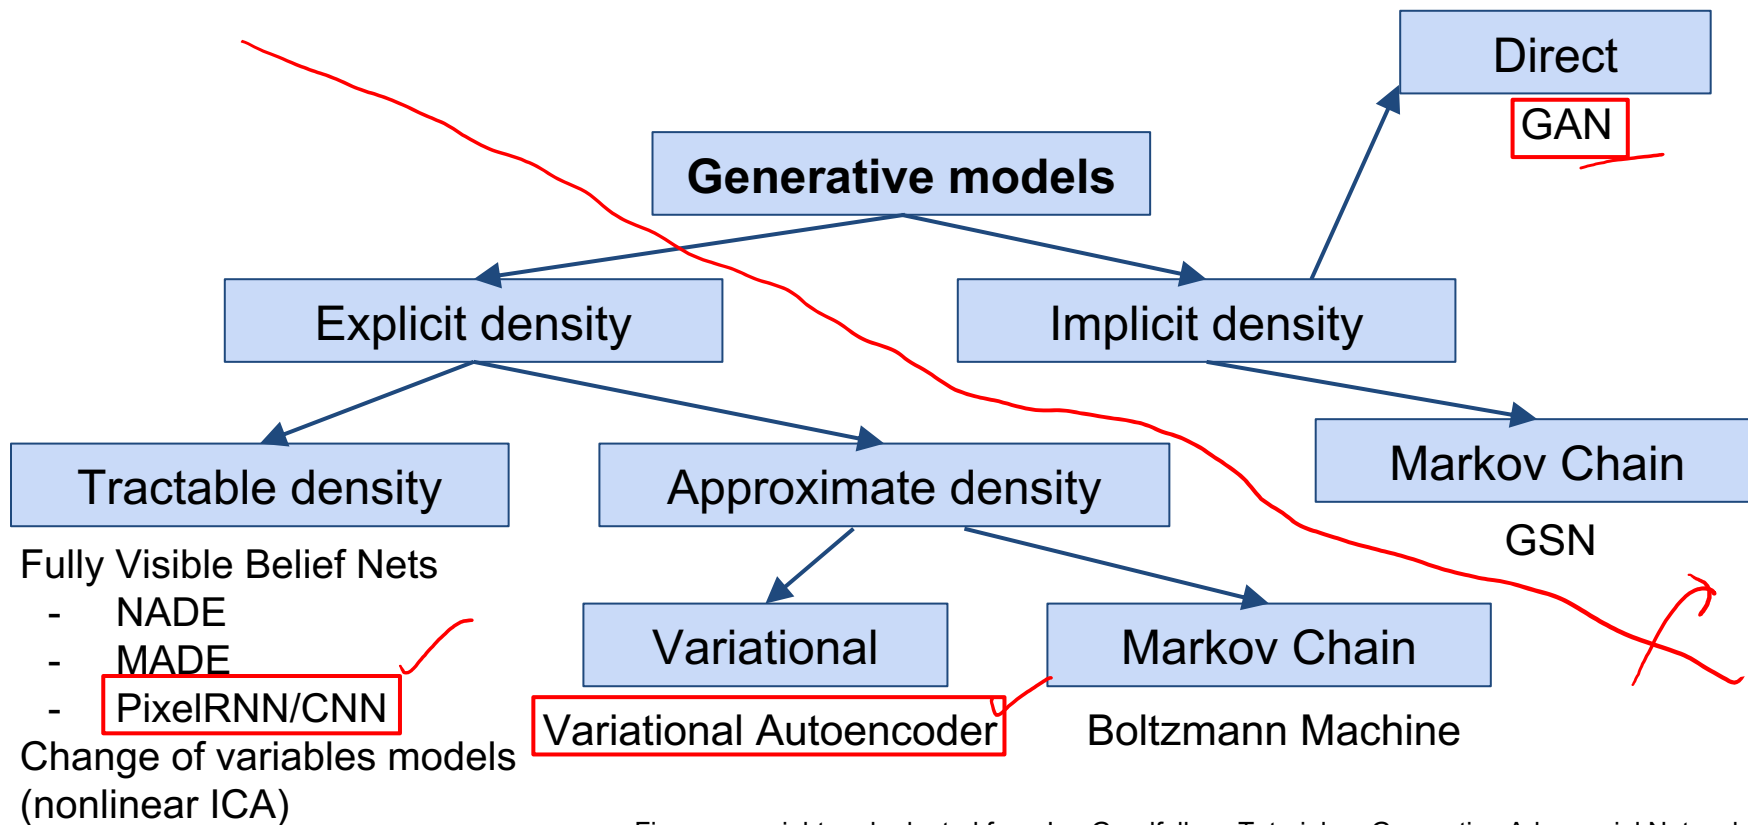 Direct
GAN
Generative models
Explicit density
Implicit density
Tractable density
Approximate density
Markov Chain
GSN
Fully Visible Belief Nets
- NADE
- MADE
- PixelRNN/CNN
Change of variables models
(nonlinear ICA)
Variational
Markov Chain
Variational Autoencoder
Boltzmann Machine